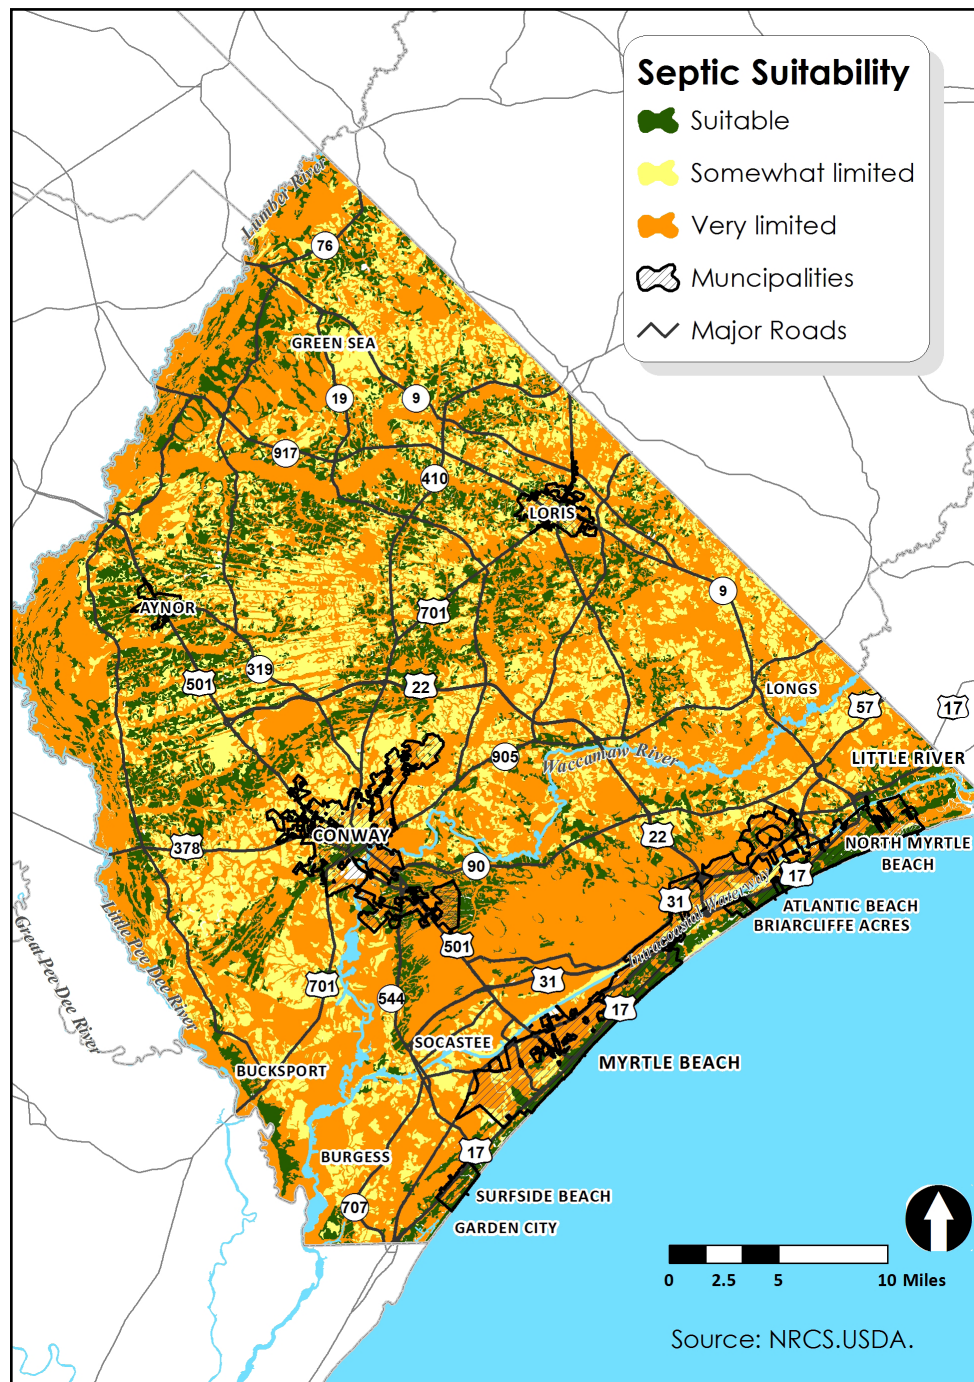 Septic Suitability
Suitable
Somewhat limited
Very limited
Muncipalities
Major Roads
Lumber River
76
GREEN SEA
19
9
917
410
LORIS
9
AYNOR
701
319
501
22
LONGS
57
17
905
Waccamaw River
LITTLE RIVER
CONWAY
378
22
90
NORTH MYRTLE
BEACH
17
31
ATLANTIC BEACH
BRIARCLIFFE ACRES
Intracoastal Waterway
501
Little Pee Dee River
Great Pee Dee River
701
31
544
17
SOCASTEE
MYRTLE BEACH
BUCKSPORT
BURGESS
17
SURFSIDE BEACH
707
GARDEN CITY
0 2.5 5 10 Miles
Source: NRCS.USDA.